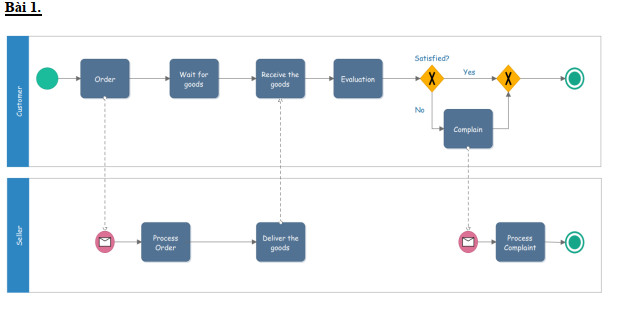 Bài 1.
Customer
Order
Wait for
goods
Receive the
goods
Evaluation
Satisfied?
Yes
No
Complain
Seller
Process
Order
Deliver the
goods
Process
Complaint